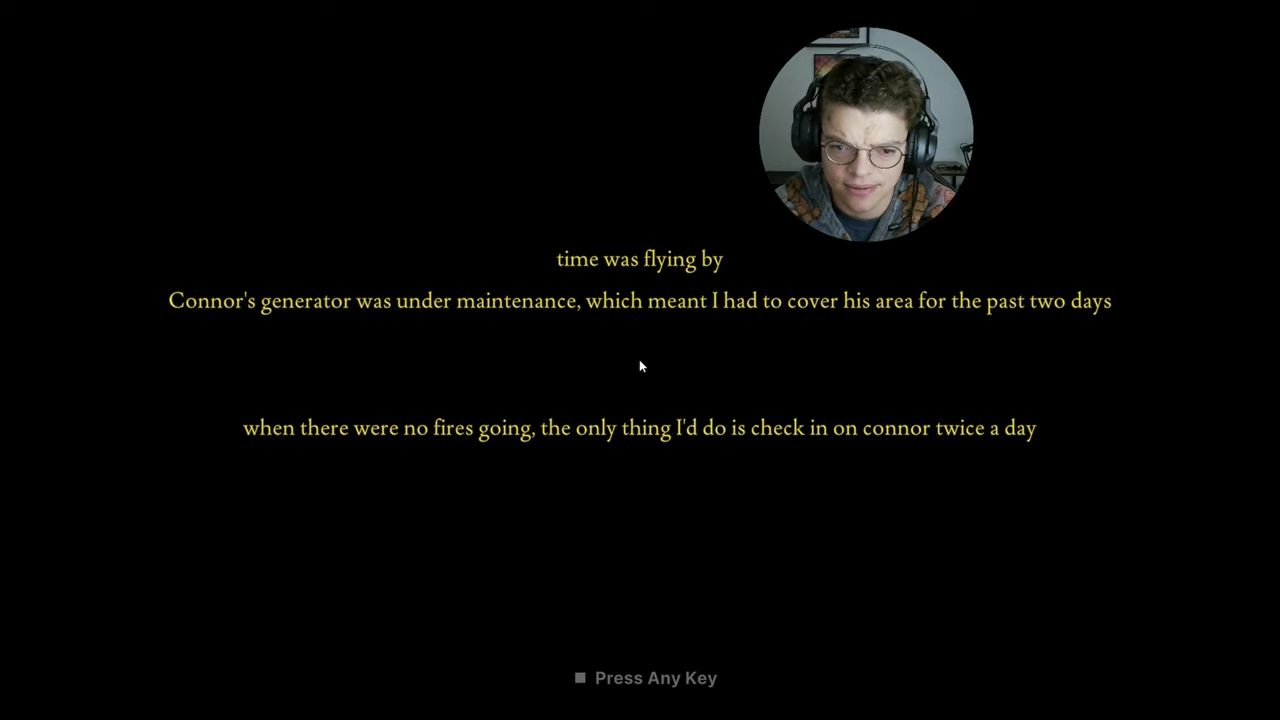 time was flying by
Connor's generator was under maintenance, which meant I had to cover his area for the past two days
when there were no fires going, the only thing I'd do is check in on connor twice a day
Press Any Key